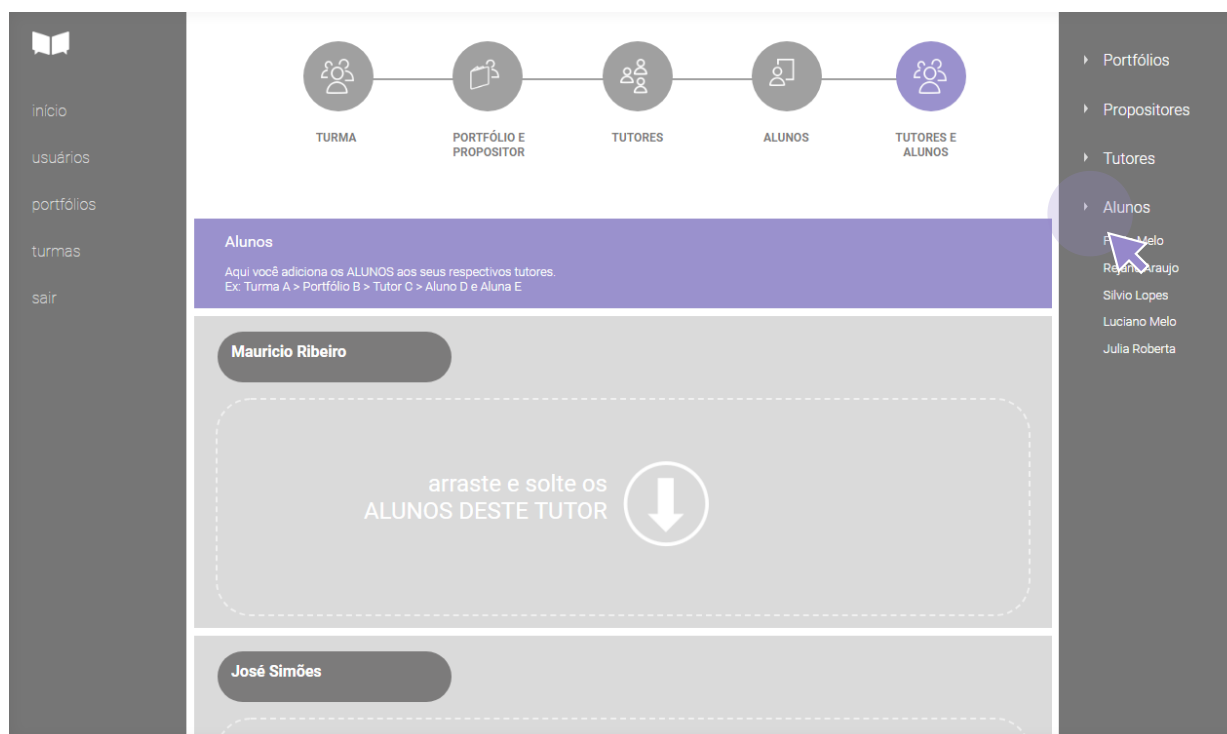 início
usuários
portfólios
turmas
sair
TURMA
PORTFÓLIO E
PROPOSITOR
TUTORES
ALUNOS
TUTORES E
ALUNOS
Alunos
Aqui você adiciona os ALUNOS aos seus respectivos tutores.
Ex: Turma A > Portfólio B > Tutor C > Aluno D e Aluna E
Mauricio Ribeiro
arraste e solte os
ALUNOS DESTE TUTOR
José Simões
Portfólios
Propositores
Tutores
Alunos
Melo
Araujo
Silvio Lopes
Luciano Melo
Julia Roberta